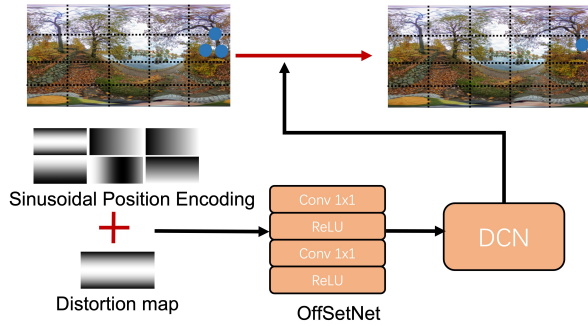 Sinusoidal Position Encoding
Distortion map
Conv 1x1
ReLU
Conv 1x1
ReLU
OffSetNet
DCN